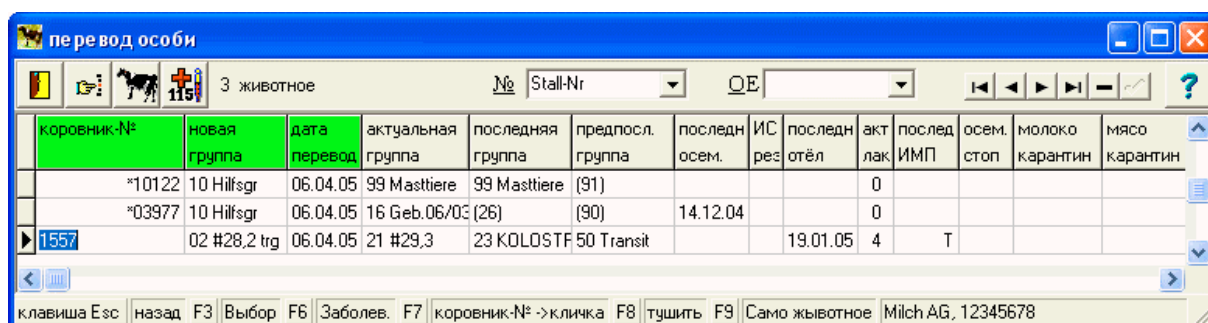 перевод особи
115 3 животное № Stall-Nr OE ?
коровник-№ новая группа дата перевод актуальная группа последняя группа предпосл. группа последн осем. ИС рез последн отёл акт лак послед ИМП осем. стоп молоко карантин мясо карантин
*10122 10 Hilfsgr 06.04.05 99 Masttiere 99 Masttiere (91) 0
*03977 10 Hilfsgr 06.04.05 16 Geb.06/03 (26) (90) 14.12.04 0
1557 02 #28,2 trg 06.04.05 21 #29,3 23 KOLOSTF 50 Transit 19.01.05 4 T
клавиша Esc назад F3 Выбор F6 Заболев. F7 коровник-№ ->кличка F8 тушить F9 Само жывотное Milch AG, 12345678